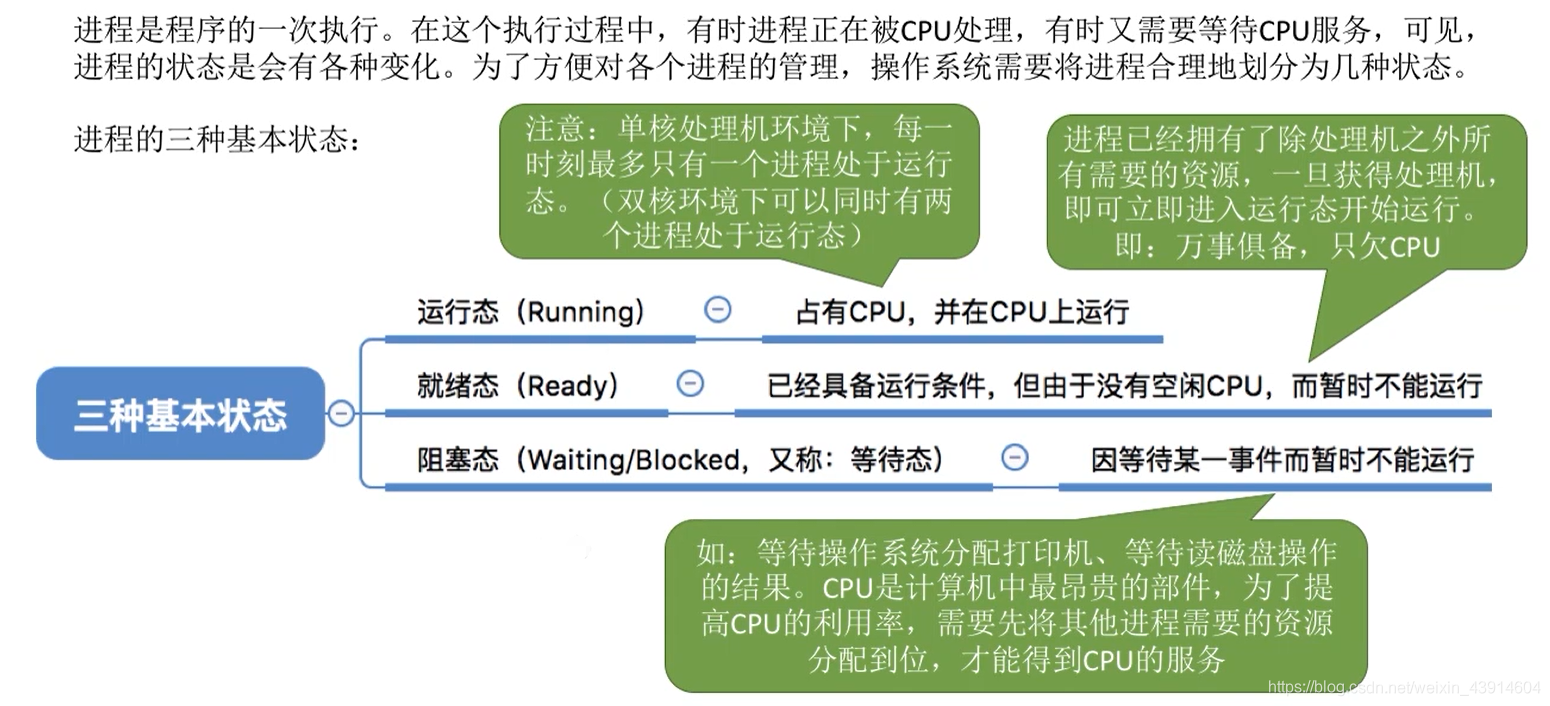 进程是程序的一次执行。在这个执行过程中，有时进程正在被CPU处理，有时又需要等待CPU服务，可见，
进程的状态是会有各种变化。为了方便对各个进程的管理，操作系统需要将进程合理地划分为几种状态。
进程的三种基本状态：
注意：单核处理机环境下，每一
时刻最多只有一个进程处于运行
态。（双核环境下可以同时有两
个进程处于运行态）
进程已经拥有了除处理机之外所
有需要的资源，一旦获得处理机，
即可立即进入运行态开始运行。
即：万事俱备，只欠CPU
三种基本状态
运行态（Running）
占有CPU，并在CPU上运行
就绪态（Ready）
已经具备运行条件，但由于没有空闲CPU，而暂时不能运行
阻塞态（Waiting/Blocked，又称：等待态）
因等待某一事件而暂时不能运行
如：等待操作系统分配打印机、等待读磁盘操作
的结果。CPU是计算机中最昂贵的部件，为了提
高CPU的利用率，需要先将其他进程需要的资源
分配到位，才能得到CPU的服务
https://blog.csdn.net/weixin_43914604